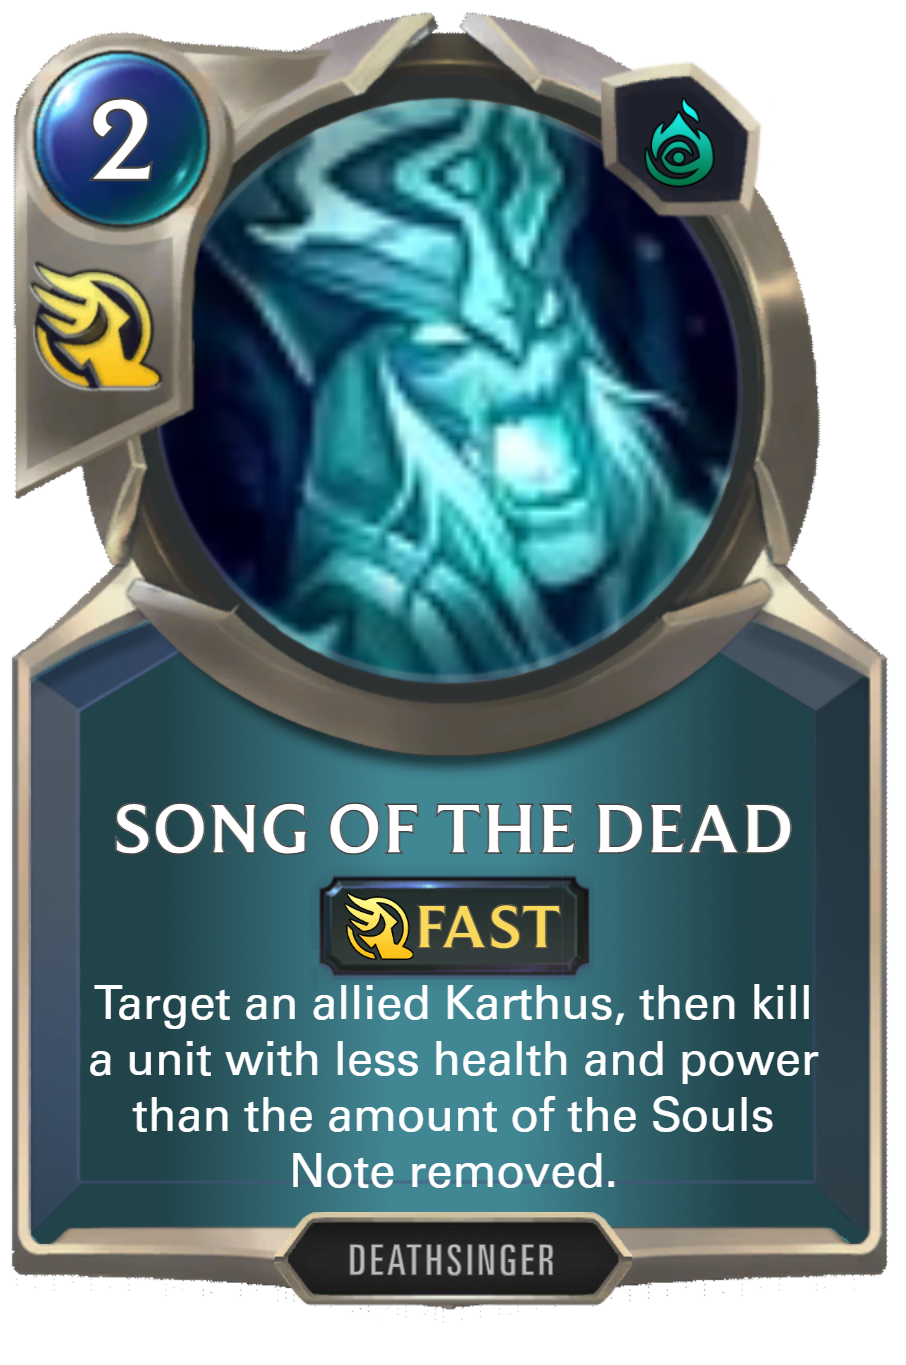 2
SONG OF THE DEAD
FAST
Target an allied Karthus, then kill
a unit with less health and power
than the amount of the Souls
Note removed.
DEATHSINGER